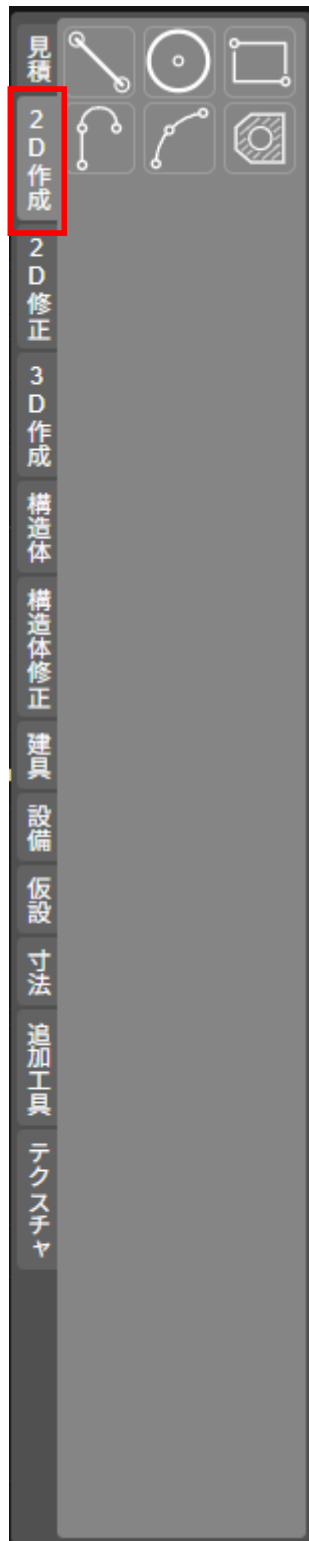 見積
2D作成
2D修正
3D作成
構造体
構造体修正
建具
設備
仮設
寸法
追加工具
テクスチャ